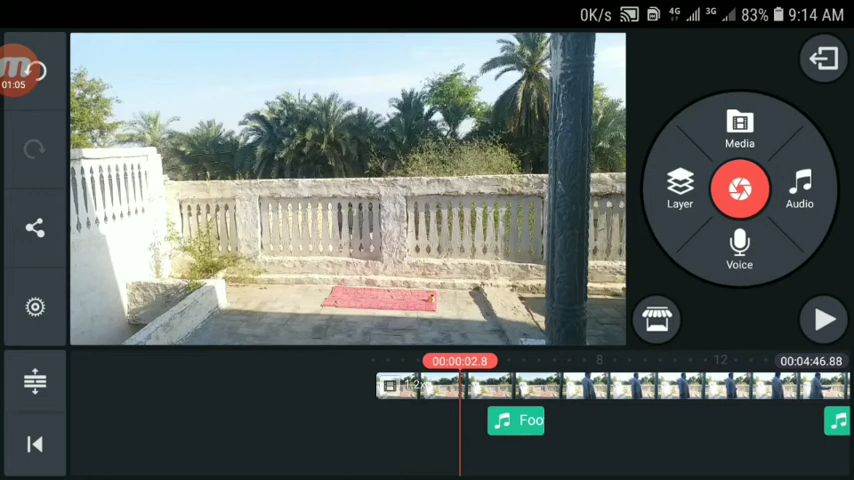 0K/s 4G 3G 83% 9:14 AM
01:05
Media
Layer
Audio
Voice
00:00:02.8
8
12
00:04:46.88
1.2x
Foo